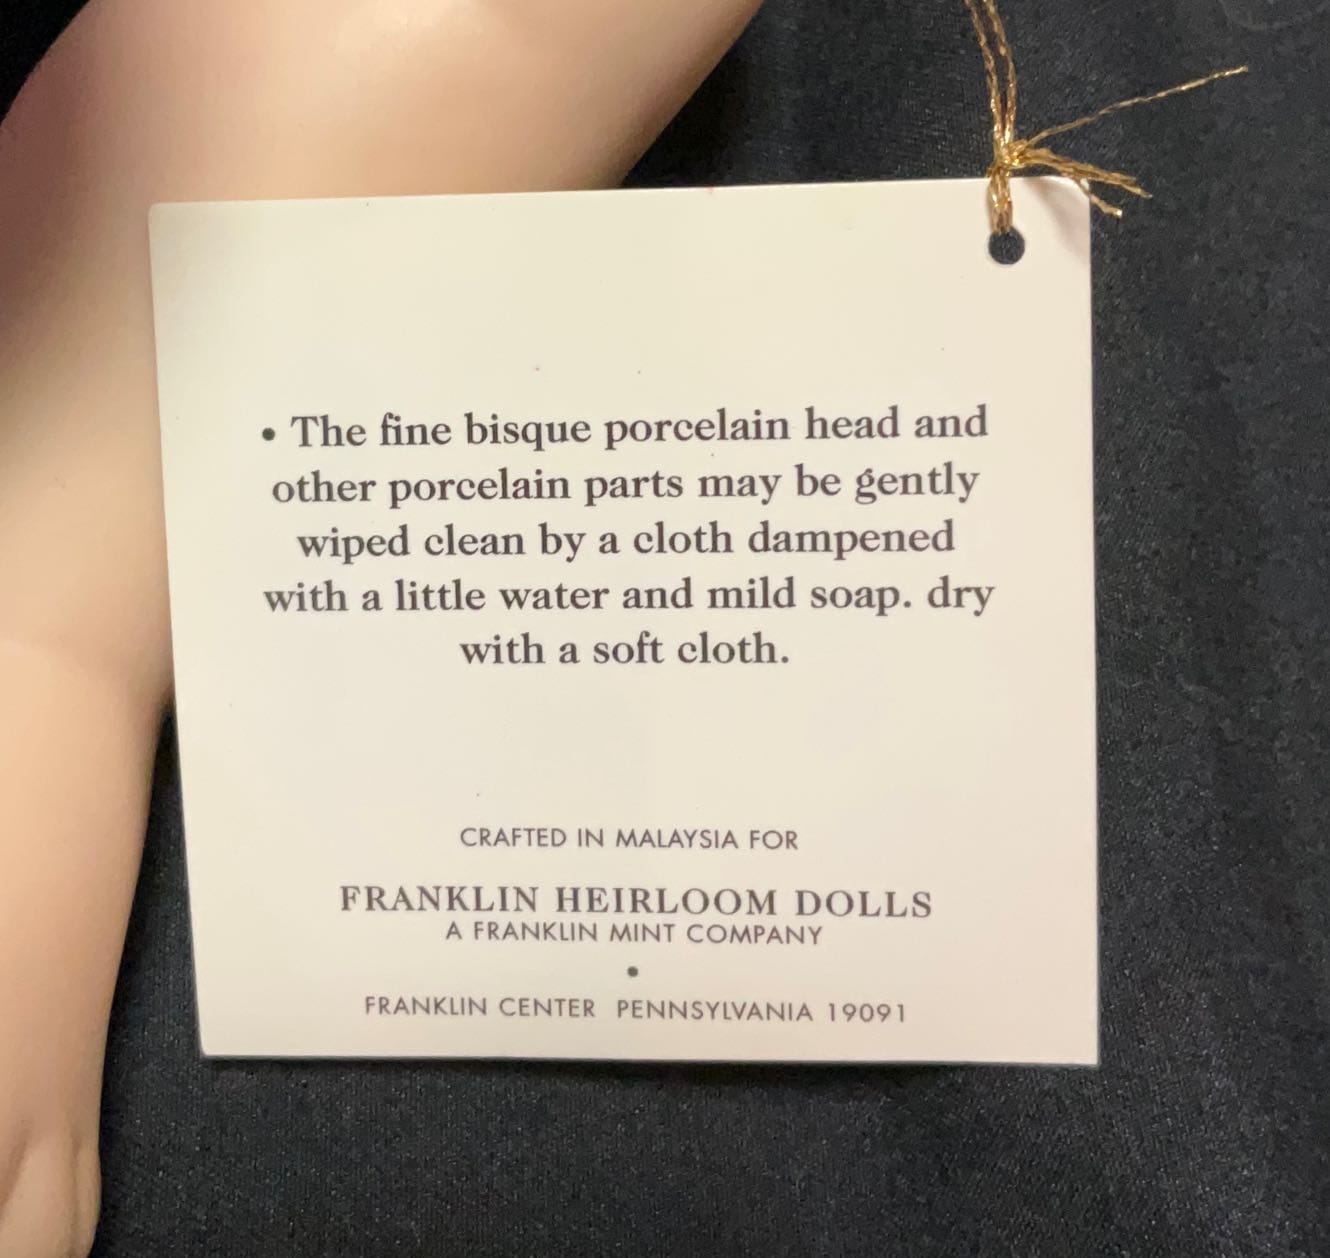 • The fine bisque porcelain head and
other porcelain parts may be gently
wiped clean by a cloth dampened
with a little water and mild soap. dry
with a soft cloth.
CRAFTED IN MALAYSIA FOR
FRANKLIN HEIRLOOM DOLLS
A FRANKLIN MINT COMPANY
•
FRANKLIN CENTER PENNSYLVANIA 19091